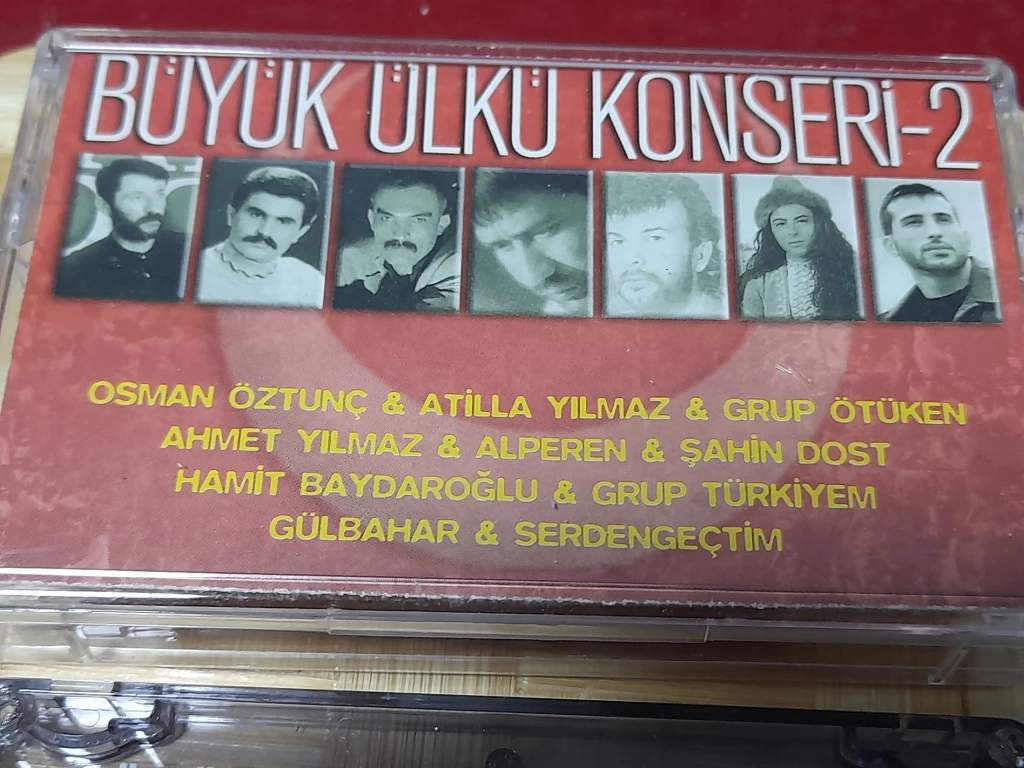 BÜYÜK ÜLKÜ KONSERİ-2
OSMAN ÖZTUNÇ & ATİLLA YILMAZ & GRUP ÖTÜKEN
AHMET YILMAZ & ALPEREN & ŞAHİN DOST
HAMİT BAYDAROĞLU & GRUP TÜRKİYEM
GÜLBAHAR & SERDENGEÇTİM